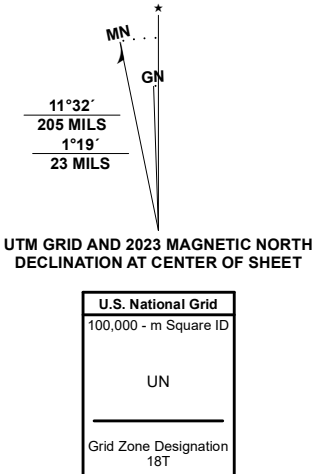 ★
MN
GN
11°32´
205 MILS
1°19´
23 MILS
UTM GRID AND 2023 MAGNETIC NORTH
DECLINATION AT CENTER OF SHEET
U.S. National Grid
100,000 - m Square ID
UN
Grid Zone Designation
18T